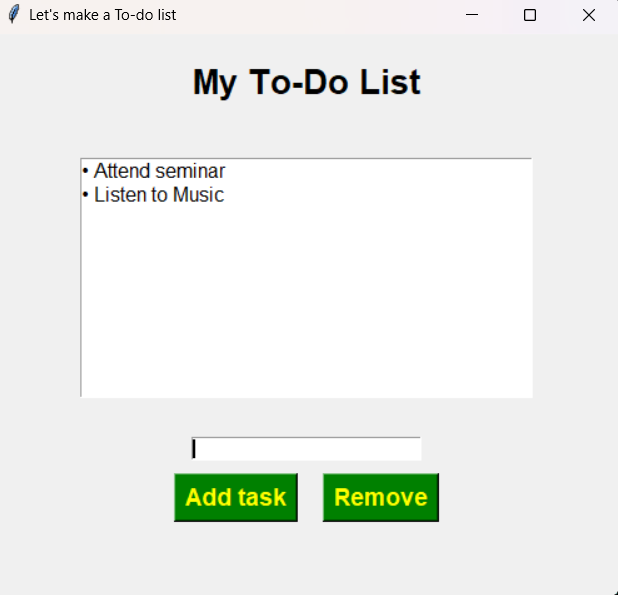 Let's make a To-do list
My To-Do List
• Attend seminar
• Listen to Music
Add task
Remove